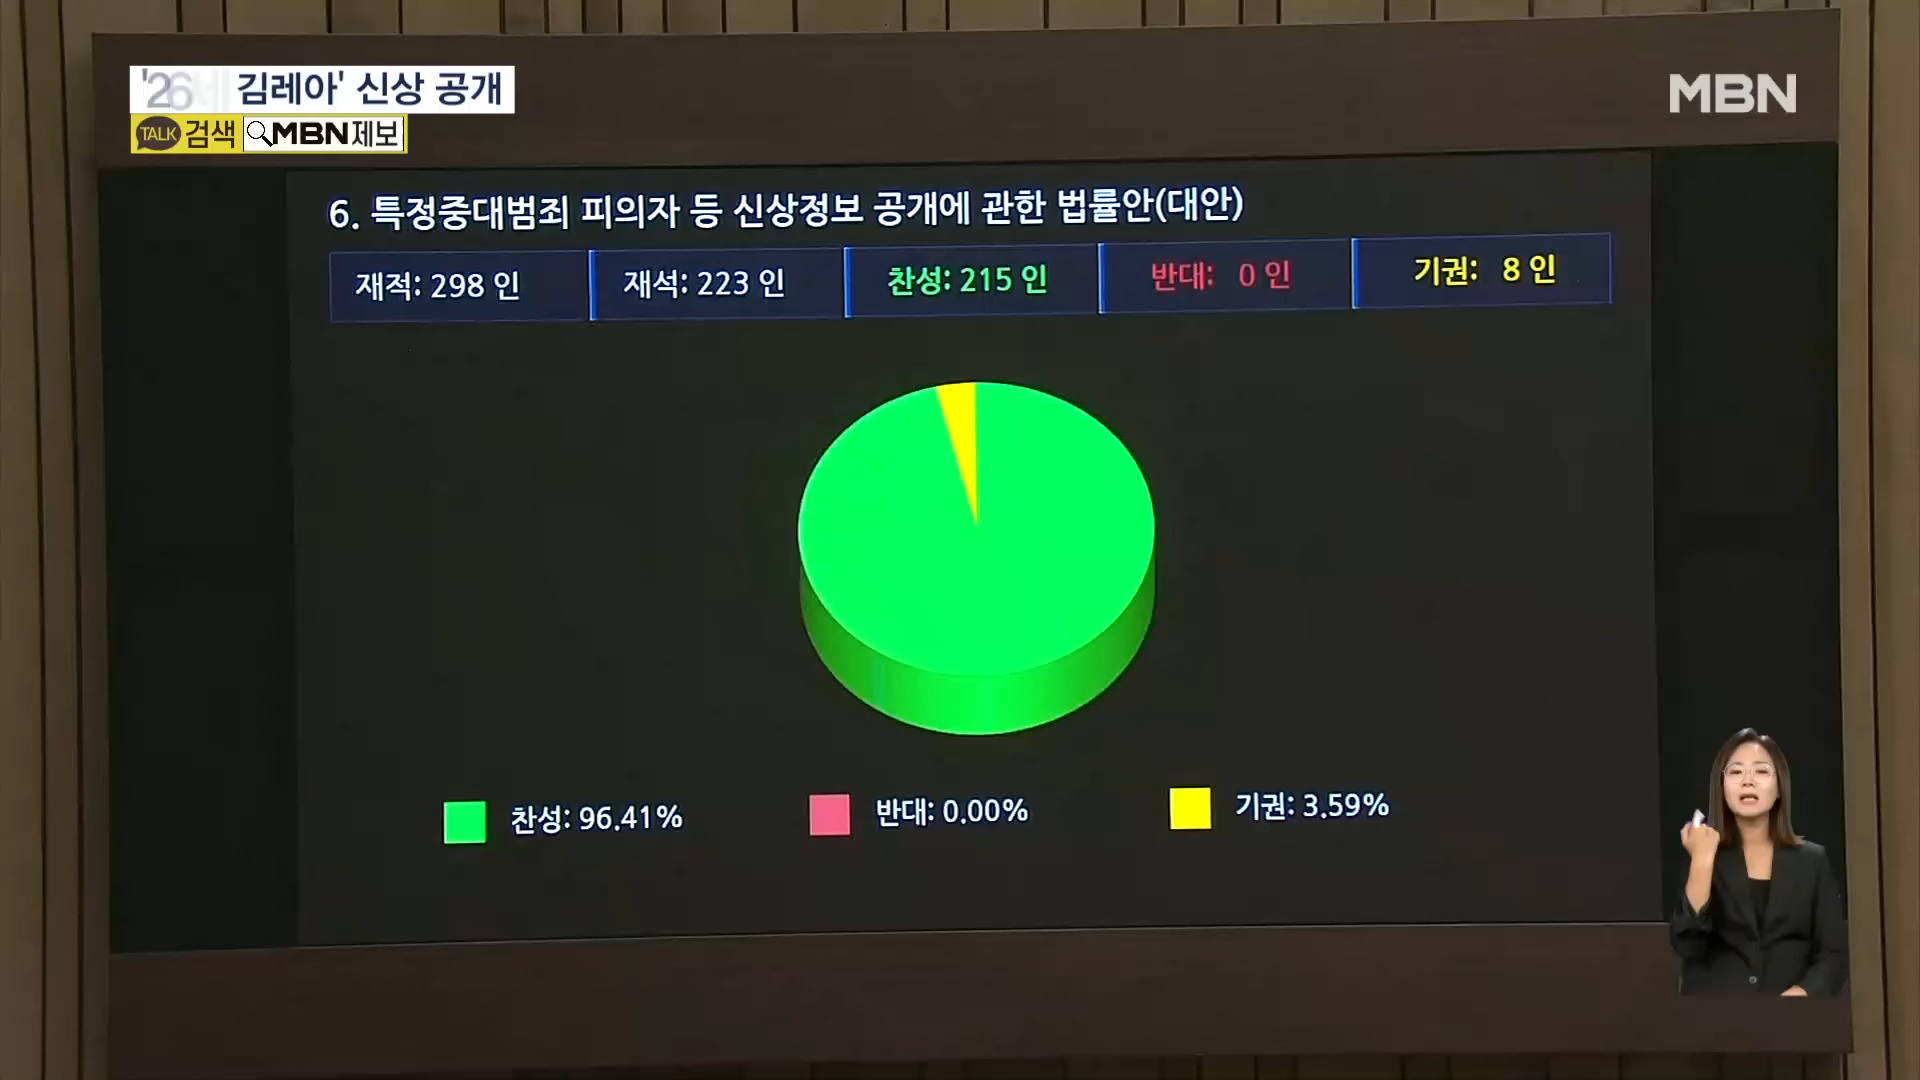 '26세 김레아' 신상 공개
MBN
TALK 검색 MBN제보
6. 특정중대범죄 피의자 등 신상정보 공개에 관한 법률안(대안)
재적: 298 인 재석: 223 인 찬성: 215 인 반대: 0 인 기권: 8 인
찬성: 96.41% 반대: 0.00% 기권: 3.59%